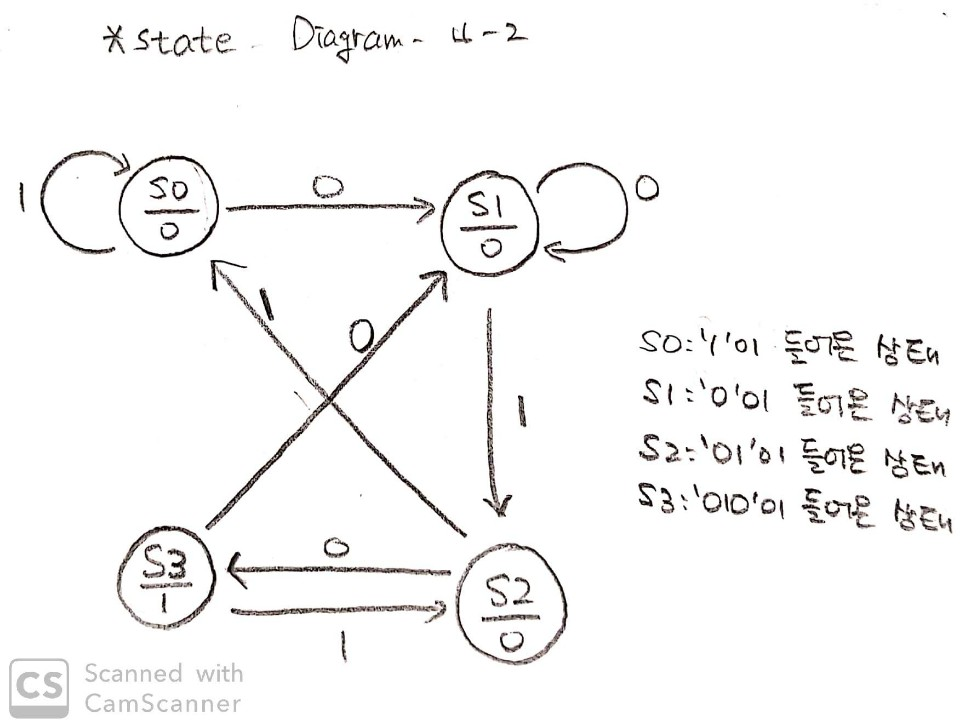 *state Diagram - 4-2
1
S0
0
0
S1
0
0
1
0
1
S0:'1'이 들어온 상태
S1:'0'이 들어온 상태
S2:'01'이 들어온 상태
S3:'010'이 들어온 상태
S3
1
0
1
S2
0
CS Scanned with
CamScanner